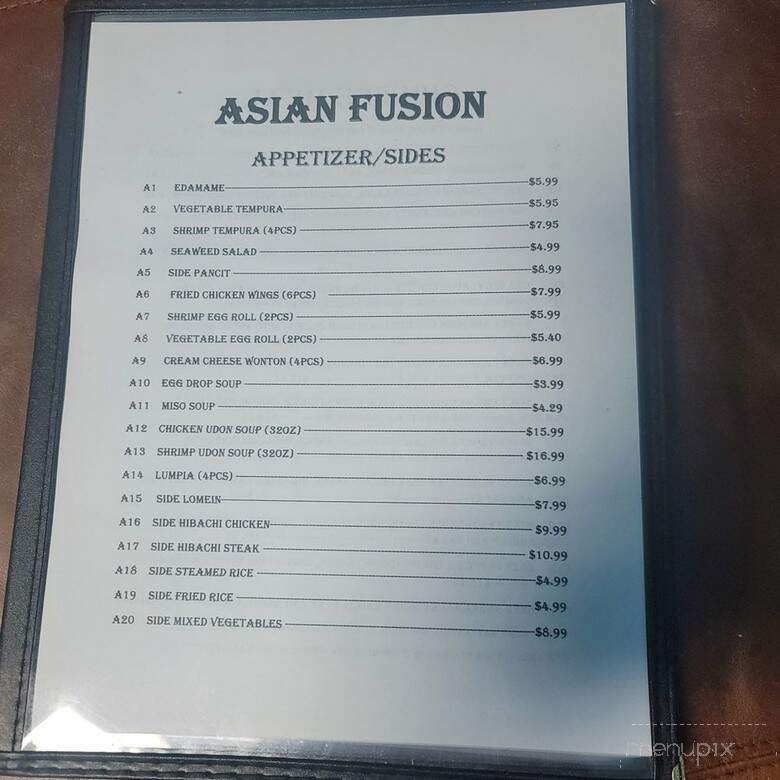 ASIAN FUSION
APPETIZER/SIDES
A1 EDAMAME $5.99
A2 VEGETABLE TEMPURA $5.95
A3 SHRIMP TEMPURA (4PCS) $7.95
A4 SEAWEED SALAD $4.99
A5 SIDE PANCIT $8.99
A6 FRIED CHICKEN WINGS (6PCS) $7.99
A7 SHRIMP EGG ROLL (2PCS) $5.99
A8 VEGETABLE EGG ROLL (2PCS) $5.40
A9 CREAM CHEESE WONTON (4PCS) $6.99
A10 EGG DROP SOUP $3.99
A11 MISO SOUP $4.29
A12 CHICKEN UDON SOUP (32OZ) $15.99
A13 SHRIMP UDON SOUP (32OZ) $16.99
A14 LUMPIA (4PCS) $6.99
A15 SIDE LOMEIN $7.99
A16 SIDE HIBACHI CHICKEN $9.99
A17 SIDE HIBACHI STEAK $10.99
A18 SIDE STEAMED RICE $4.99
A19 SIDE FRIED RICE $4.99
A20 SIDE MIXED VEGETABLES $8.99
menupix